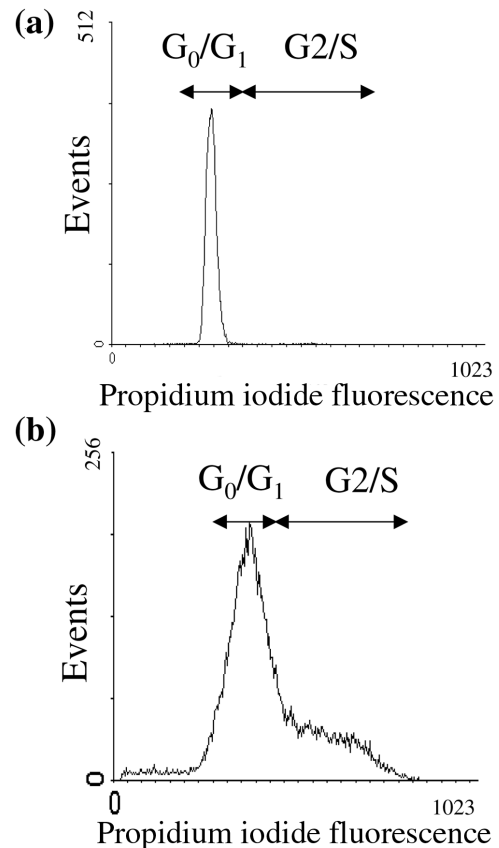 (a)
512
G₀/G₁ G2/S
Events
0
0
1023
Propidium iodide fluorescence
(b)
256
G₀/G₁ G2/S
Events
0
0
1023
Propidium iodide fluorescence